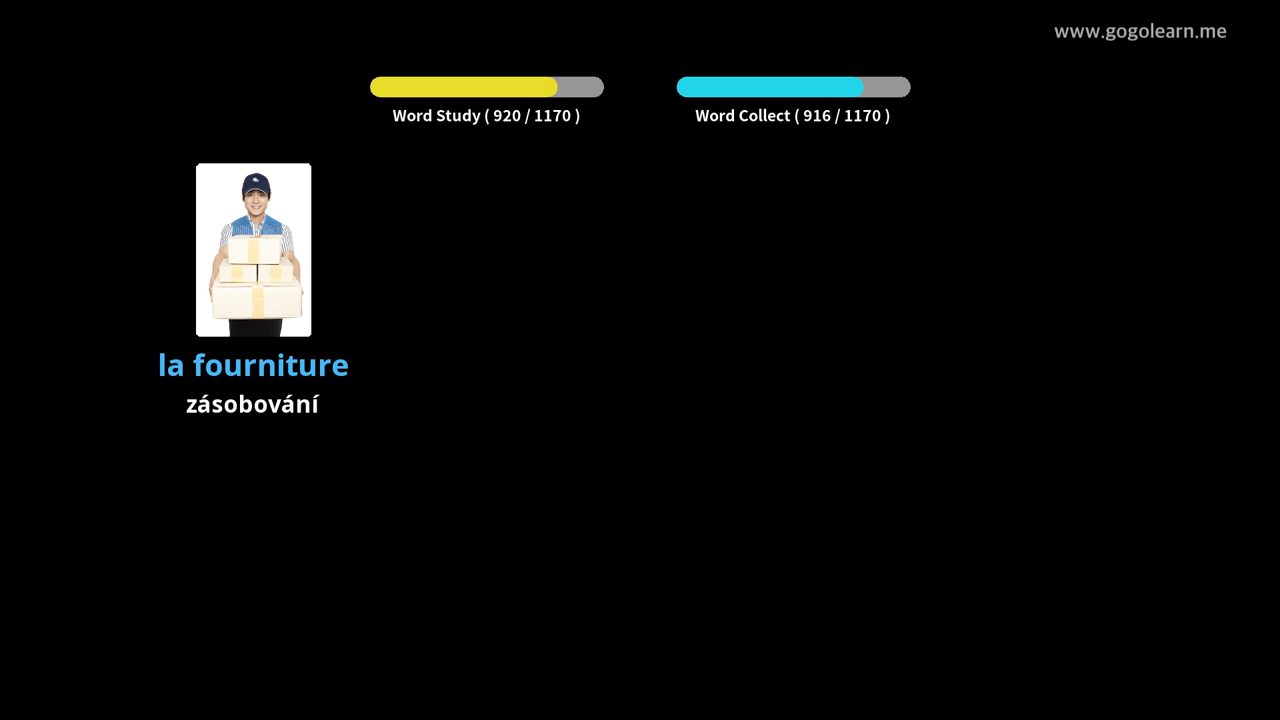 www.gogolearn.me
Word Study ( 920 / 1170 )
Word Collect ( 916 / 1170 )
la fourniture
zásobování